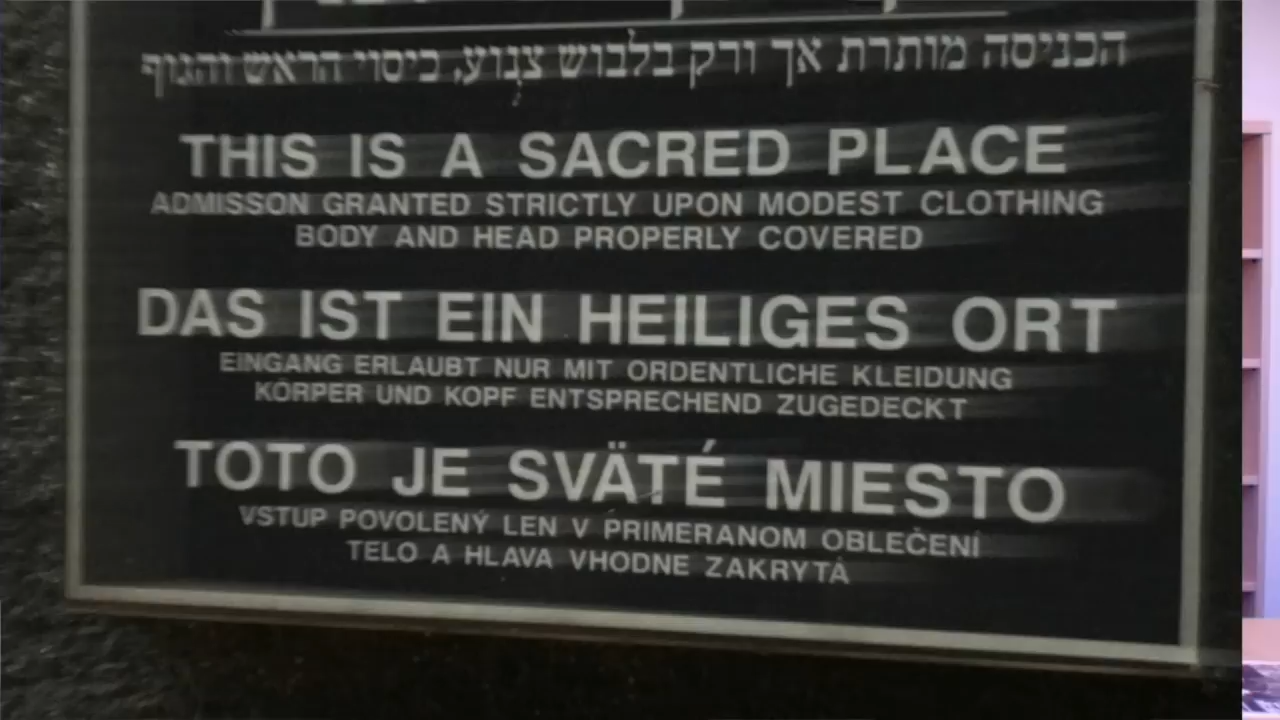 הכניסה מותרת אך ורק בלבוש צנוע, כיסוי הראש והגוף
THIS IS A SACRED PLACE
ADMISSON GRANTED STRICTLY UPON MODEST CLOTHING
BODY AND HEAD PROPERLY COVERED
DAS IST EIN HEILIGES ORT
EINGANG ERLAUBT NUR MIT ORDENTLICHE KLEIDUNG
KÖRPER UND KOPF ENTSPRECHEND ZUGEDECKT
TOTO JE SVÄTÉ MIESTO
VSTUP POVOLENÝ LEN V PRIMERANOM OBLEČENÍ
TELO A HLAVA VHODNE ZAKRYTÁ